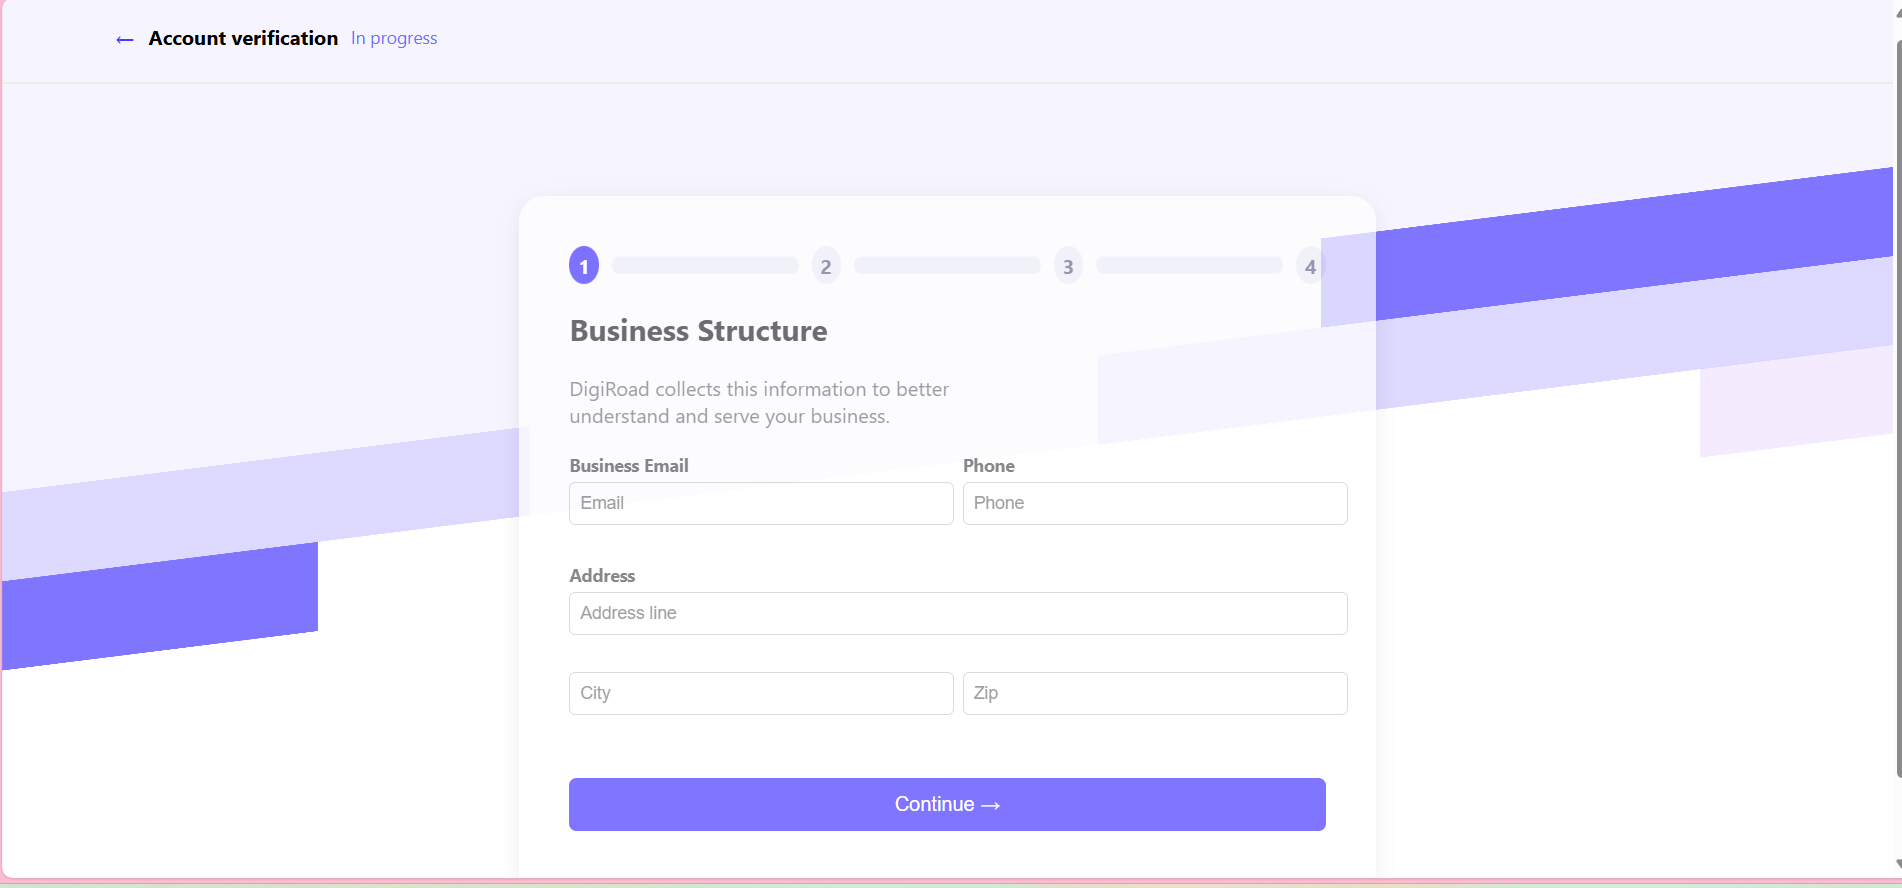 ← Account verification In progress
1 2 3 4
Business Structure
DigiRoad collects this information to better
understand and serve your business.
Business Email Phone
Email Phone
Address
Address line
City Zip
Continue →